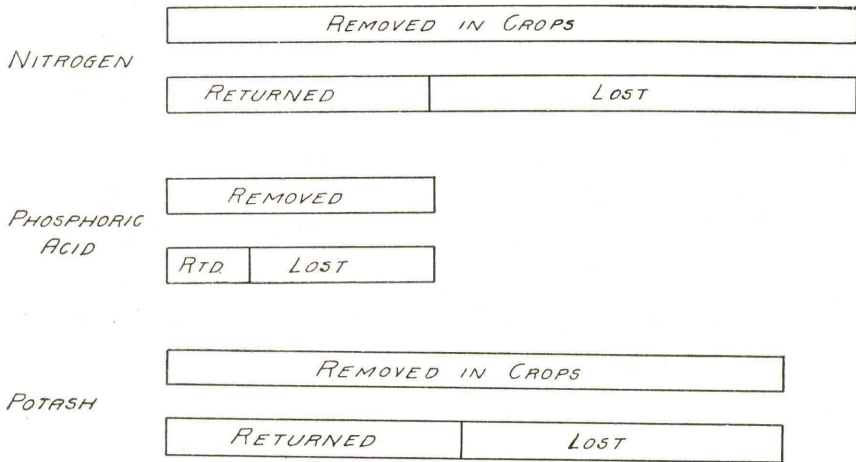 REMOVED IN CROPS
NITROGEN
RETURNED LOST
REMOVED
PHOSPHORIC
ACID
RTD. LOST
REMOVED IN CROPS
POTASH
RETURNED LOST